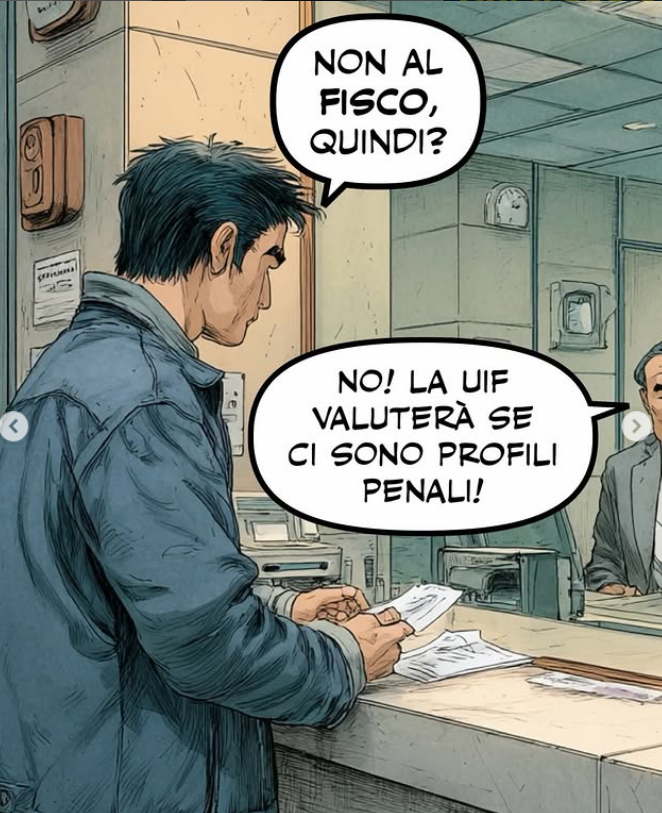 NON AL
FISCO,
QUINDI?
NO! LA UIF
VALUTERÀ SE
CI SONO PROFILI
PENALI!